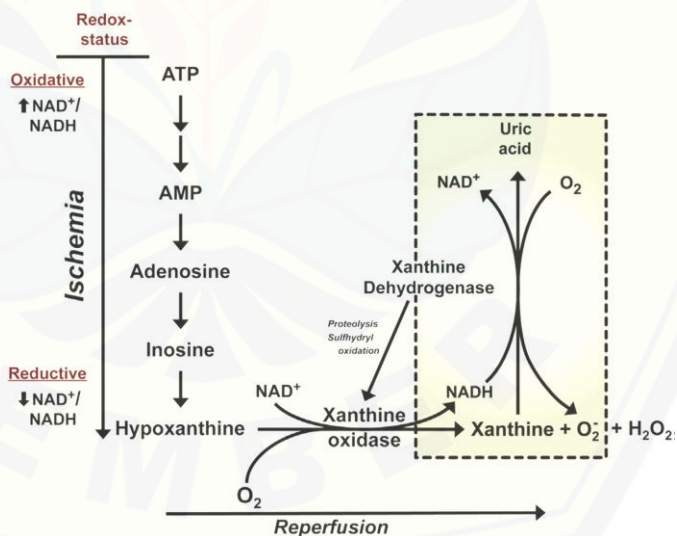 Redox-
status
Oxidative
↑ NAD⁺/
NADH
Ischemia
Reductive
↓ NAD⁺/
NADH
ATP
AMP
Adenosine
Inosine
Hypoxanthine
NAD⁺
O₂
Xanthine
Dehydrogenase
Proteolysis
Sulfhydryl
oxidation
Xanthine
oxidase
Uric
acid
NAD⁺
O₂
NADH
Xanthine + O₂⁻ + H₂O₂
Reperfusion